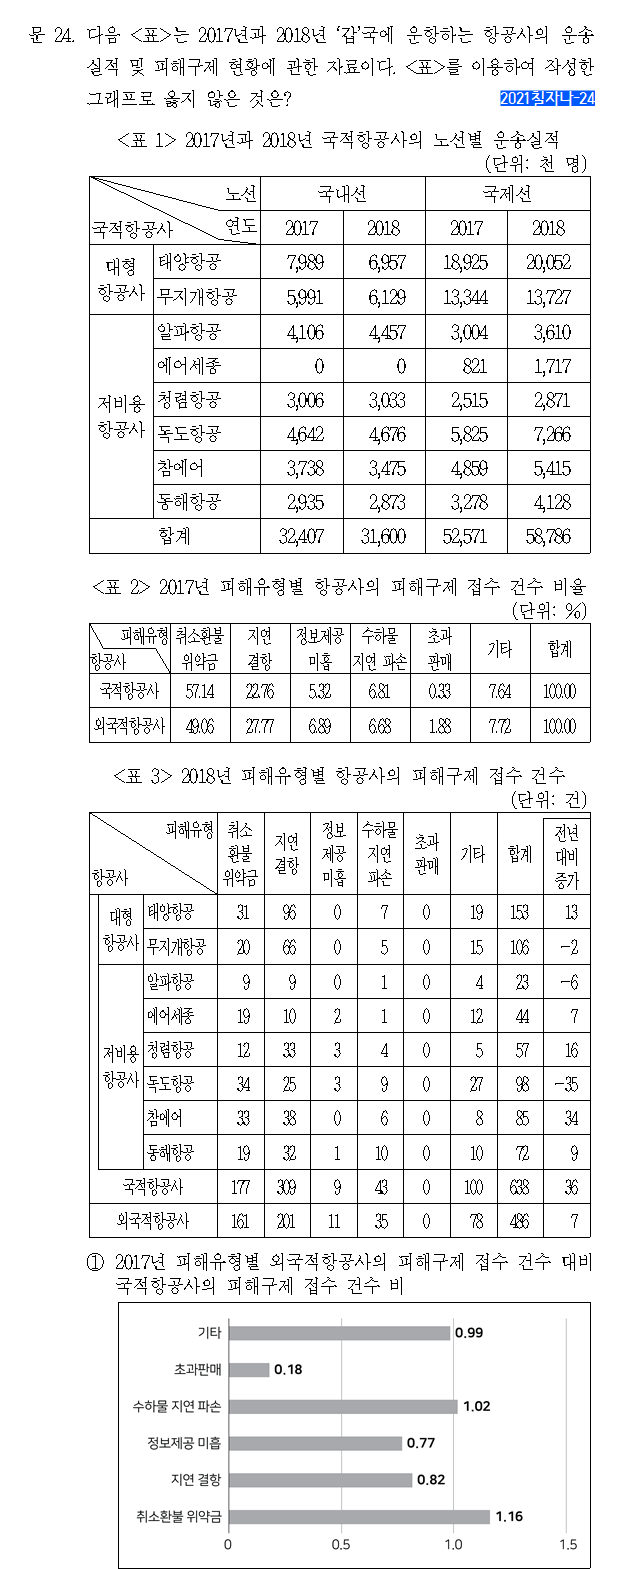 문 24. 다음 <표>는 2017년과 2018년 ‘갑’국에 운항하는 항공사의 운송
실적 및 피해구제 현황에 관한 자료이다. <표>를 이용하여 작성한
그래프로 옳지 않은 것은?
2021칠자나-24
<표 1> 2017년과 2018년 국적항공사의 노선별 운송실적
(단위: 천 명)
노선 국내선 국제선
국적항공사 연도 2017 2018 2017 2018
대형 항공사 태양항공 7,989 6,957 18,925 20,052
무지개항공 5,991 6,129 13,344 13,727
저비용 항공사 알파항공 4,106 4,457 3,004 3,610
에어세종 0 0 821 1,717
청렴항공 3,006 3,033 2,515 2,871
독도항공 4,642 4,676 5,825 7,266
참에어 3,738 3,475 4,859 5,415
동해항공 2,935 2,873 3,278 4,128
합계 32,407 31,600 52,571 58,786
<표 2> 2017년 피해유형별 항공사의 피해구제 접수 건수 비율
(단위: %)
피해유형 취소환불 지연 정보제공 수하물 초과 기타 합계
항공사 위약금 결항 미흡 지연 파손 판매
국적항공사 57.14 22.76 5.32 6.81 0.33 7.64 100.00
외국적항공사 49.06 27.77 6.89 6.68 1.88 7.72 100.00
<표 3> 2018년 피해유형별 항공사의 피해구제 접수 건수
(단위: 건)
피해유형 취소 환불 위약금 지연 결항 정보 제공 미흡 수하물 지연 파손 초과 판매 기타 합계 전년 대비 증가
항공사
대형 항공사 태양항공 31 96 0 7 0 19 153 13
무지개항공 20 66 0 5 0 15 106 -2
저비용 항공사 알파항공 9 9 0 1 0 4 23 -6
에어세종 19 10 2 1 0 12 44 7
청렴항공 12 33 3 4 0 5 57 16
독도항공 34 25 3 9 0 27 98 -35
참에어 33 38 0 6 0 8 85 34
동해항공 19 32 1 10 0 10 72 9
국적항공사 177 309 9 43 0 100 638 36
외국적항공사 161 201 11 35 0 78 486 7
① 2017년 피해유형별 외국적항공사의 피해구제 접수 건수 대비
국적항공사의 피해구제 접수 건수 비
기타 0.99
초과판매 0.18
수하물 지연 파손 1.02
정보제공 미흡 0.77
지연 결항 0.82
취소환불 위약금 1.16
0 0.5 1.0 1.5